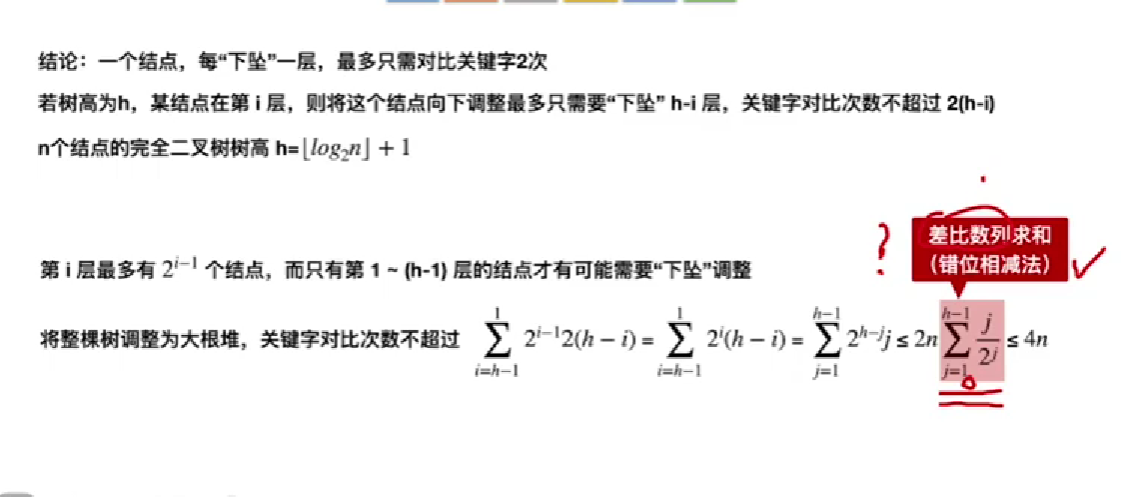 结论：一个结点，每“下坠”一层，最多只需对比关键字2次
若树高为h，某结点在第 i 层，则将这个结点向下调整最多只需要“下坠” h-i 层，关键字对比次数不超过 2(h-i)
n个结点的完全二叉树树高 h=⌊log₂n⌋ + 1
?
差比数列求和
（错位相减法）
第 i 层最多有 2^{i−1} 个结点，而只有第 1 ~ (h-1) 层的结点才有可能需要“下坠”调整
将整棵树调整为大根堆，关键字对比次数不超过 \sum_{i=h-1}^{1} 2^{i-1}2(h-i) = \sum_{i=h-1}^{1} 2^{i}(h-i) = \sum_{j=1}^{h-1} 2^{h-j}j ≤ 2n \sum_{j=1}^{h-1} \frac{j}{2^{j}} ≤ 4n